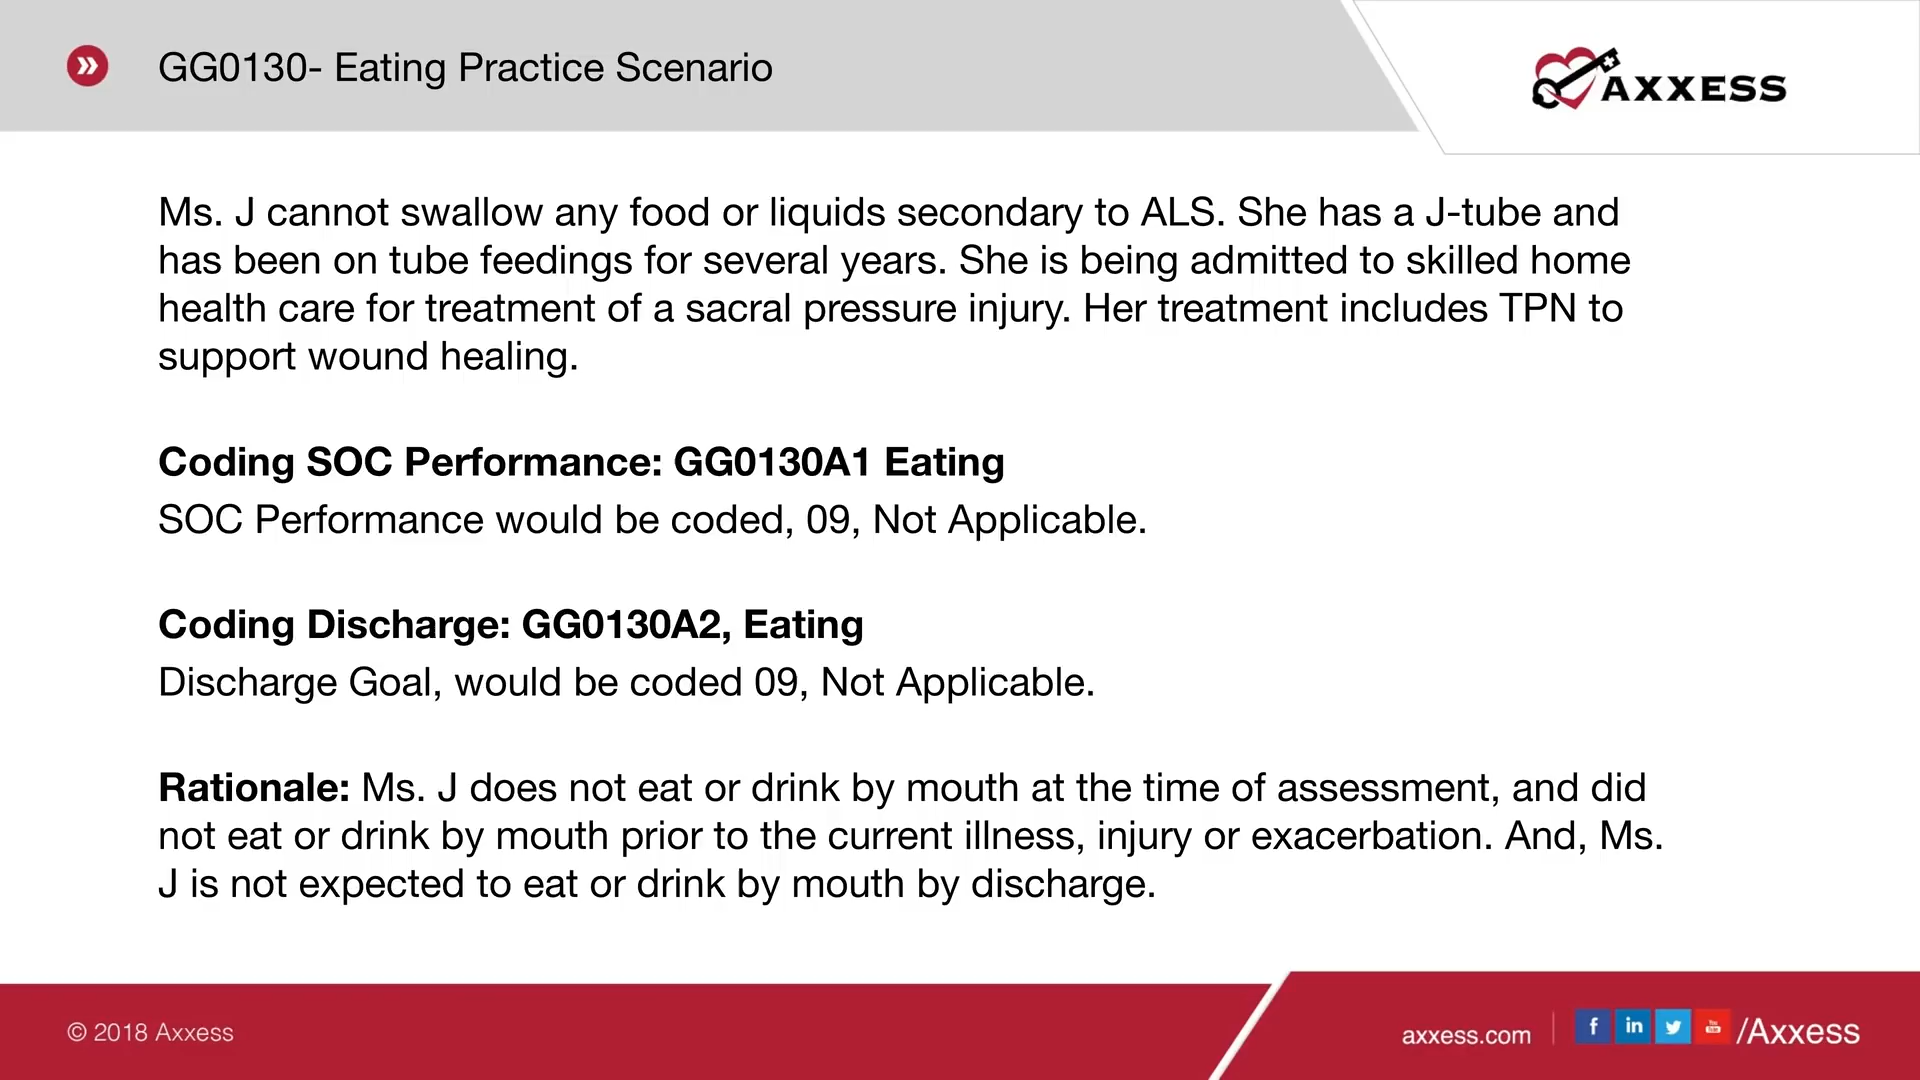 GG0130- Eating Practice Scenario
AXXESS
Ms. J cannot swallow any food or liquids secondary to ALS. She has a J-tube and
has been on tube feedings for several years. She is being admitted to skilled home
health care for treatment of a sacral pressure injury. Her treatment includes TPN to
support wound healing.
Coding SOC Performance: GG0130A1 Eating
SOC Performance would be coded, 09, Not Applicable.
Coding Discharge: GG0130A2, Eating
Discharge Goal, would be coded 09, Not Applicable.
Rationale: Ms. J does not eat or drink by mouth at the time of assessment, and did
not eat or drink by mouth prior to the current illness, injury or exacerbation. And, Ms.
J is not expected to eat or drink by mouth by discharge.
© 2018 Axxess
axxess.com
f in You Tube /Axxess